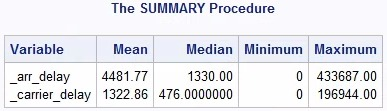 The SUMMARY Procedure
Variable Mean Median Minimum Maximum
_arr_delay 4481.77 1330.00 0 433687.00
_carrier_delay 1322.86 476.0000000 0 196944.00